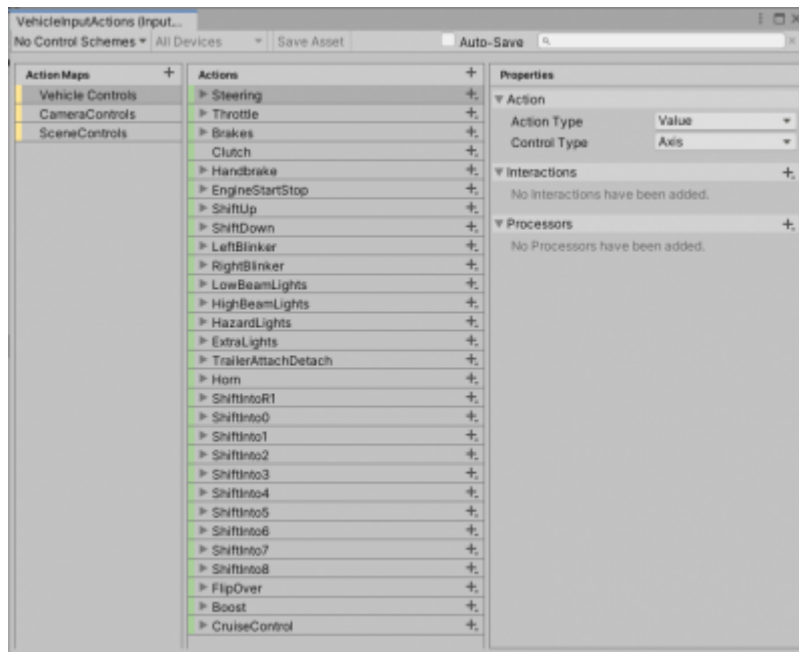 VehicleInputActions (Input...
No Control Schemes All Devices Save Asset Auto-Save
Action Maps
Vehicle Controls
CameraControls
SceneControls
Actions
Steering
Throttle
Brakes
Clutch
Handbrake
EngineStartStop
ShiftUp
ShiftDown
LeftBlinker
RightBlinker
LowBeamLights
HighBeamLights
HazardLights
ExtraLights
TrailerAttachDetach
Horn
ShiftIntoR1
ShiftInto0
ShiftInto1
ShiftInto2
ShiftInto3
ShiftInto4
ShiftInto5
ShiftInto6
ShiftInto7
ShiftInto8
FlipOver
Boost
CruiseControl
Properties
Action
Action Type Value
Control Type Axis
Interactions
No Interactions have been added.
Processors
No Processors have been added.